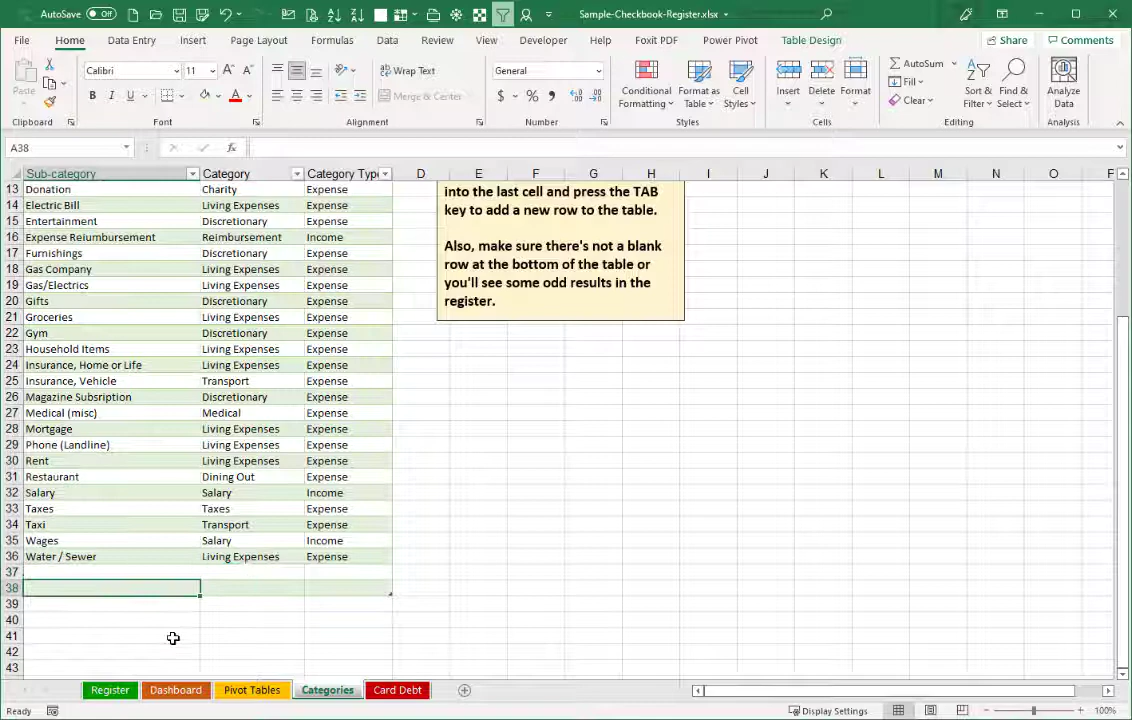 AutoSave Off Sample-Checkbook-Register.xlsx
File Home Data Entry Insert Page Layout Formulas Data Review View Developer Help Foxit PDF Power Pivot Table Design Share Comments
Paste Calibri 11 A A Wrap Text General Conditional Formatting Format as Table Cell Styles Insert Delete Format AutoSum Sort & Filter Find & Select Analyze Data
B I U A Merge & Center $ % Fill Clear
Clipboard Font Alignment Number Styles Cells Editing Analysis
A38 fx
Sub-category Category Category Typ D E F G H I J K L M N O
13 Donation Charity Expense into the last cell and press the TAB
14 Electric Bill Living Expenses Expense key to add a new row to the table.
15 Entertainment Discretionary Expense
16 Expense Reiumbursement Reimbursement Income Also, make sure there's not a blank
17 Furnishings Discretionary Expense row at the bottom of the table or
18 Gas Company Living Expenses Expense you'll see some odd results in the
19 Gas/Electrics Living Expenses Expense register.
20 Gifts Discretionary Expense
21 Groceries Living Expenses Expense
22 Gym Discretionary Expense
23 Household Items Living Expenses Expense
24 Insurance, Home or Life Living Expenses Expense
25 Insurance, Vehicle Transport Expense
26 Magazine Subsription Discretionary Expense
27 Medical (misc) Medical Expense
28 Mortgage Living Expenses Expense
29 Phone (Landline) Living Expenses Expense
30 Rent Living Expenses Expense
31 Restaurant Dining Out Expense
32 Salary Salary Income
33 Taxes Taxes Expense
34 Taxi Transport Expense
35 Wages Salary Income
36 Water / Sewer Living Expenses Expense
37
38
39
40
41
42
43
Register Dashboard Pivot Tables Categories Card Debt
Ready Display Settings 100%